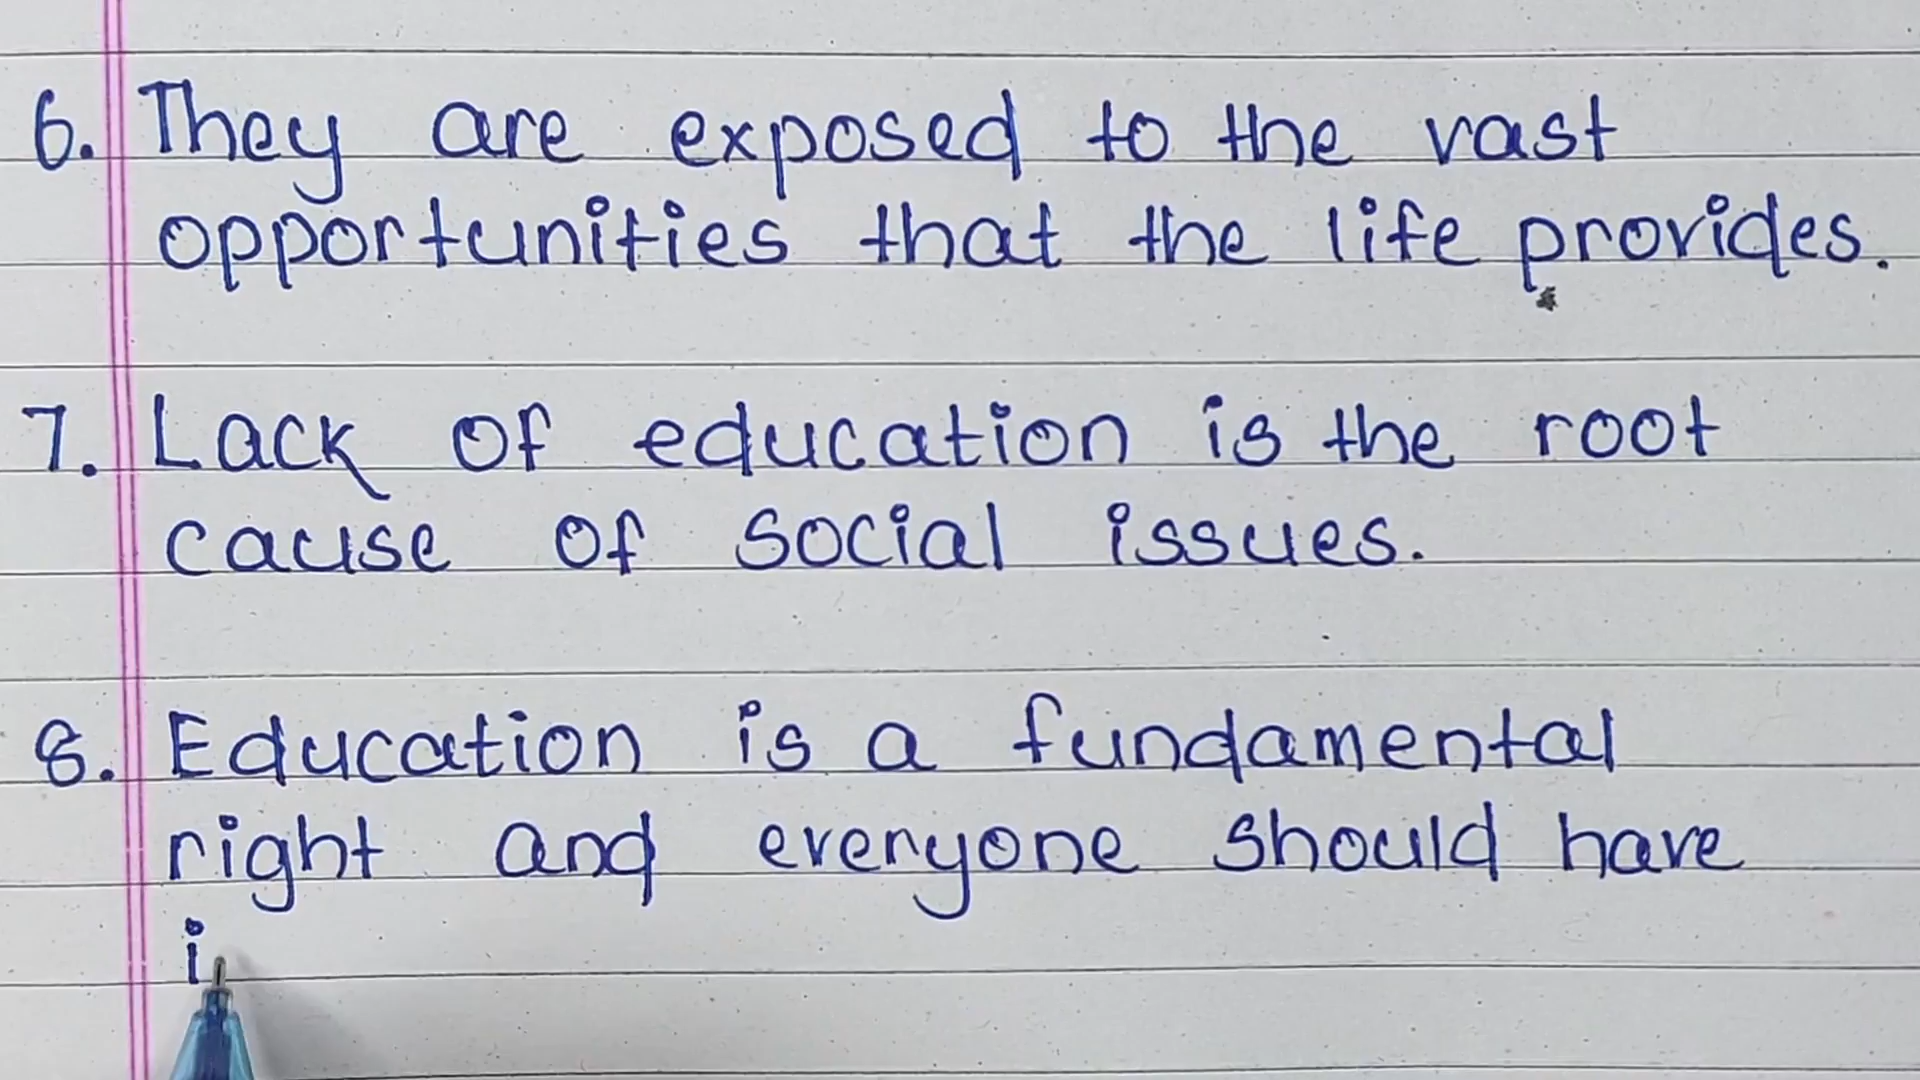 6. They are exposed to the vast
opportunities that the life provides.
7. Lack of education is the root
cause of social issues.
8. Education is a fundamental
right and everyone should have
i